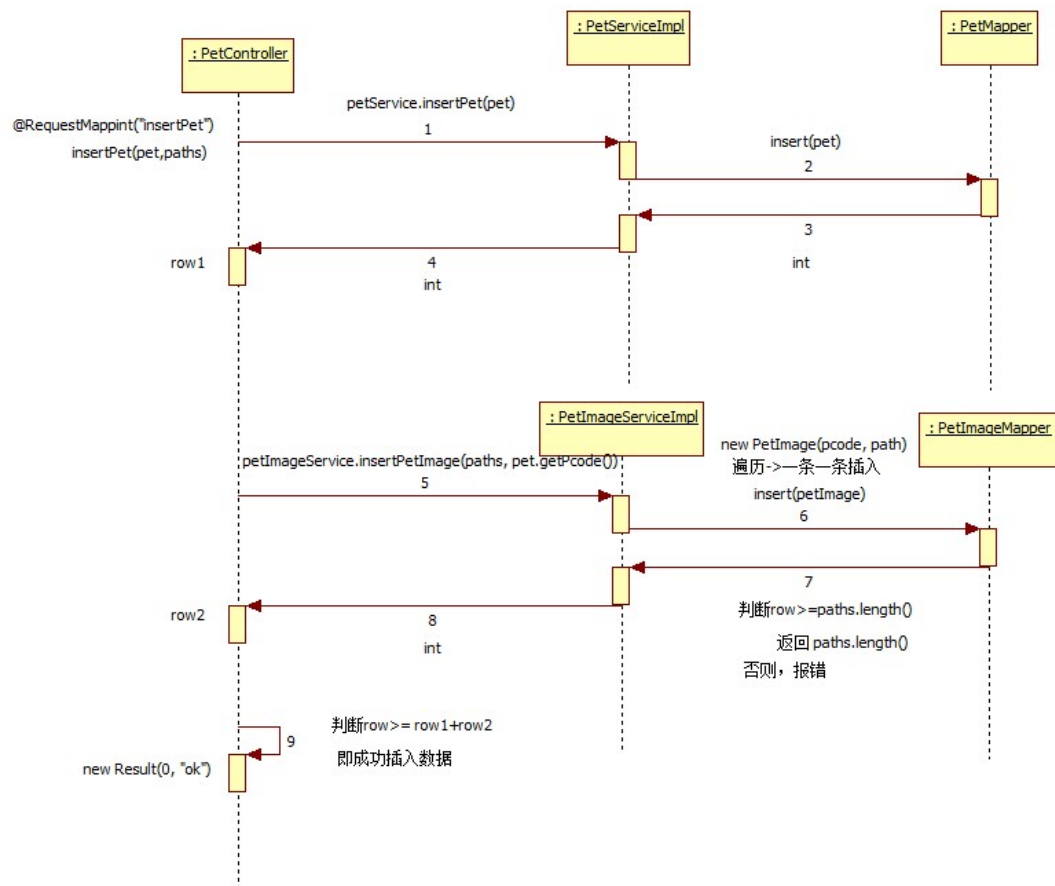 : PetController
: PetServiceImpl
: PetMapper
@RequestMappint("insertPet")
insertPet(pet,paths)
petService.insertPet(pet)
1
insert(pet)
2
3
int
4
int
row1
: PetImageServiceImpl
: PetImageMapper
petImageService.insertPetImage(paths, pet.getPcode())
5
new PetImage(pcode, path)
遍历->一条一条插入
insert(petImage)
6
7
判断row>=paths.length()
返回 paths.length()
否则，报错
row2
8
int
9
判断row>= row1+row2
即成功插入数据
new Result(0, "ok")